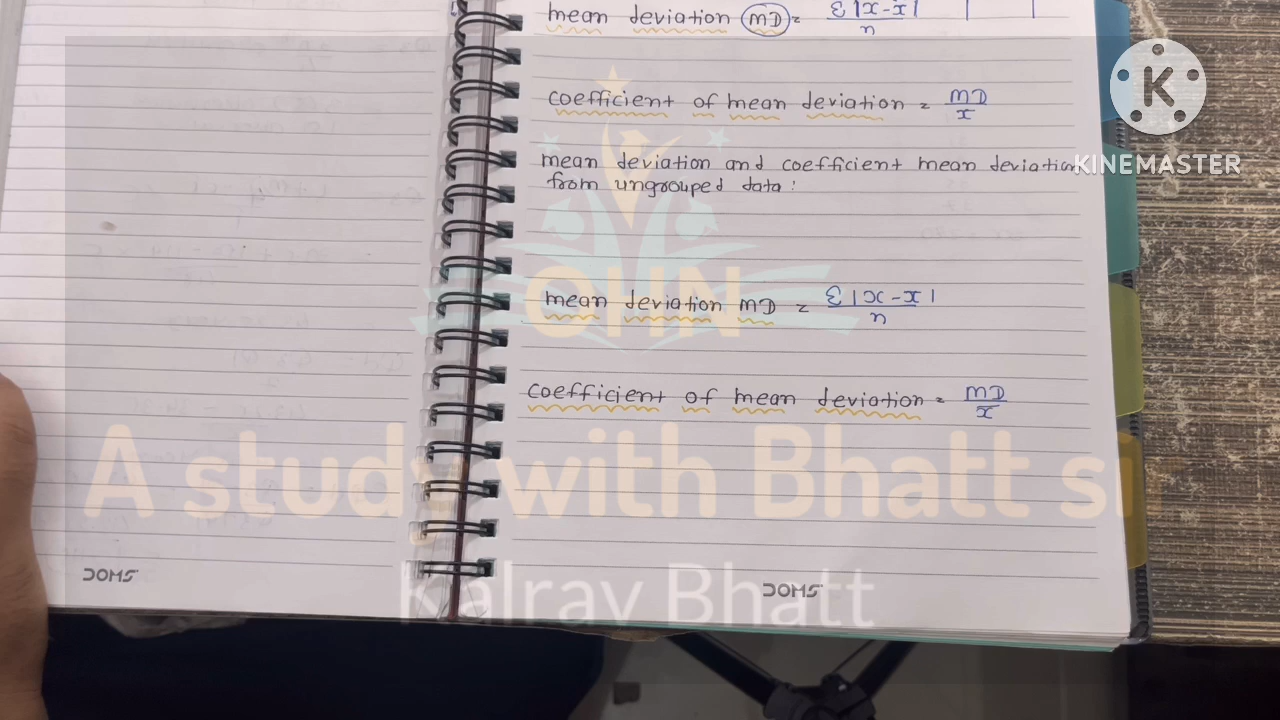 mean deviation MD = Σ|x-x̄|
n
coefficient of mean deviation = MD
x
mean deviation and coefficient mean deviation
from ungrouped data:
mean deviation MD = Σ|x-x|
n
coefficient of mean deviation = MD
x
K
KINEMASTER
OHN
A study with Bhatt sir
Kalrav Bhatt
DOMS
DOMS